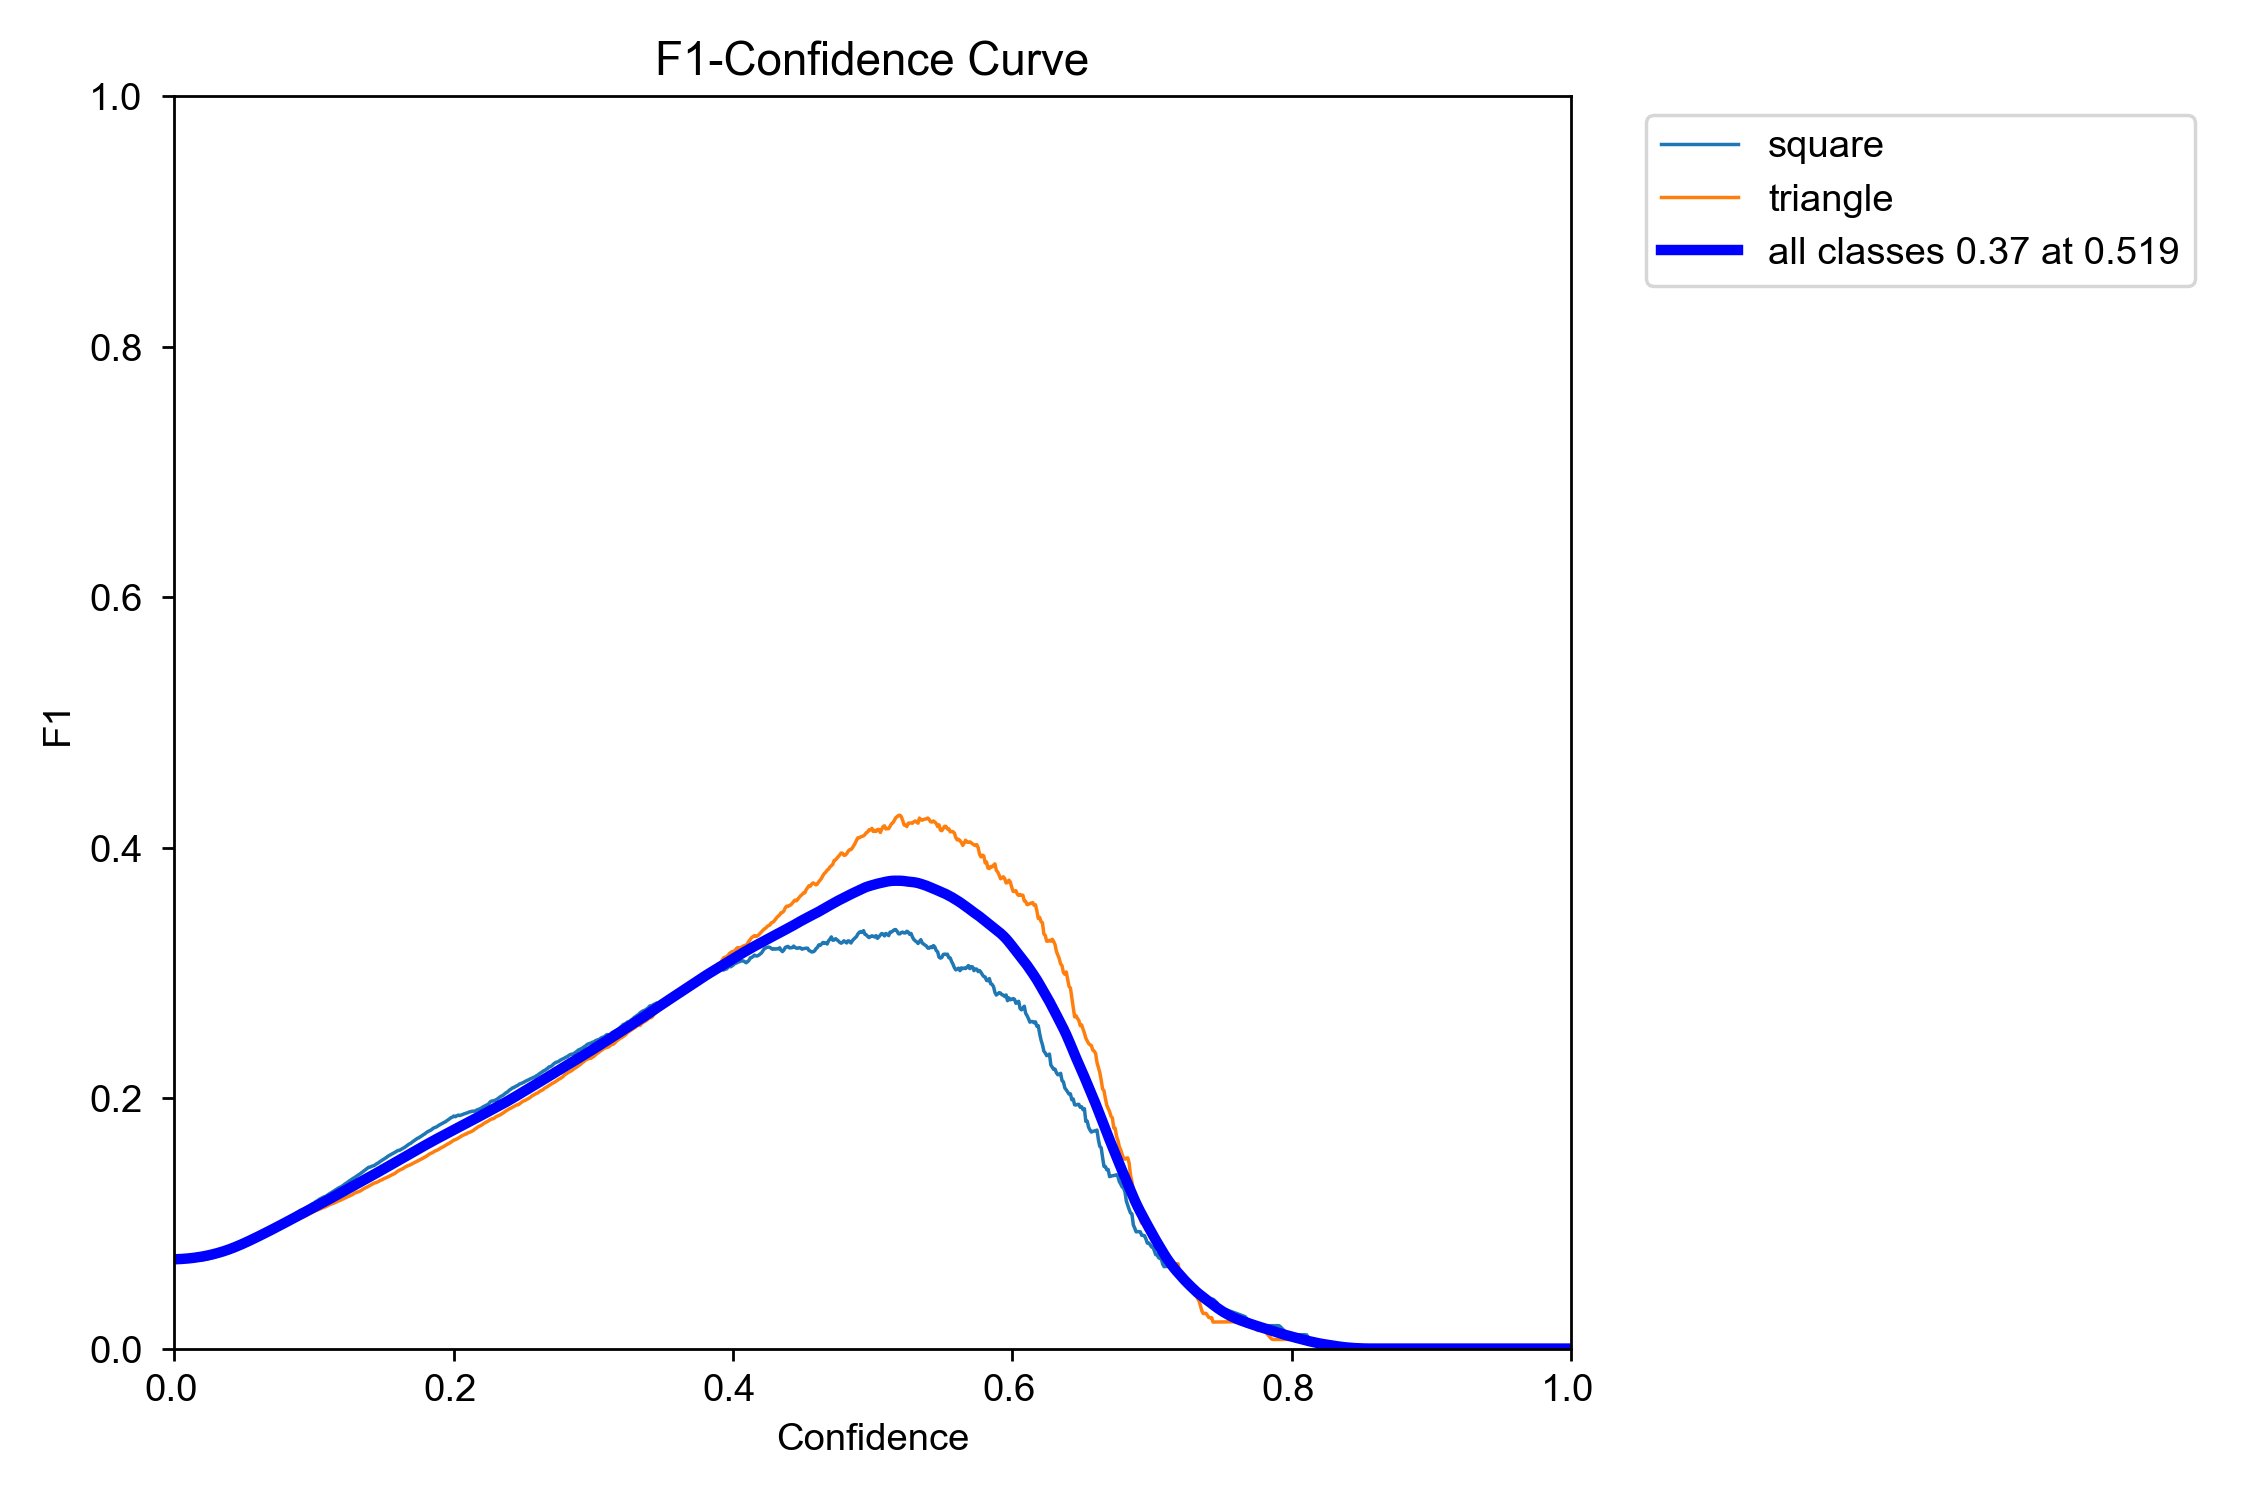 F1-Confidence Curve
1.0
0.8
0.6
0.4
0.2
0.0
F1
0.0 0.2 0.4 0.6 0.8 1.0
Confidence
square
triangle
all classes 0.37 at 0.519